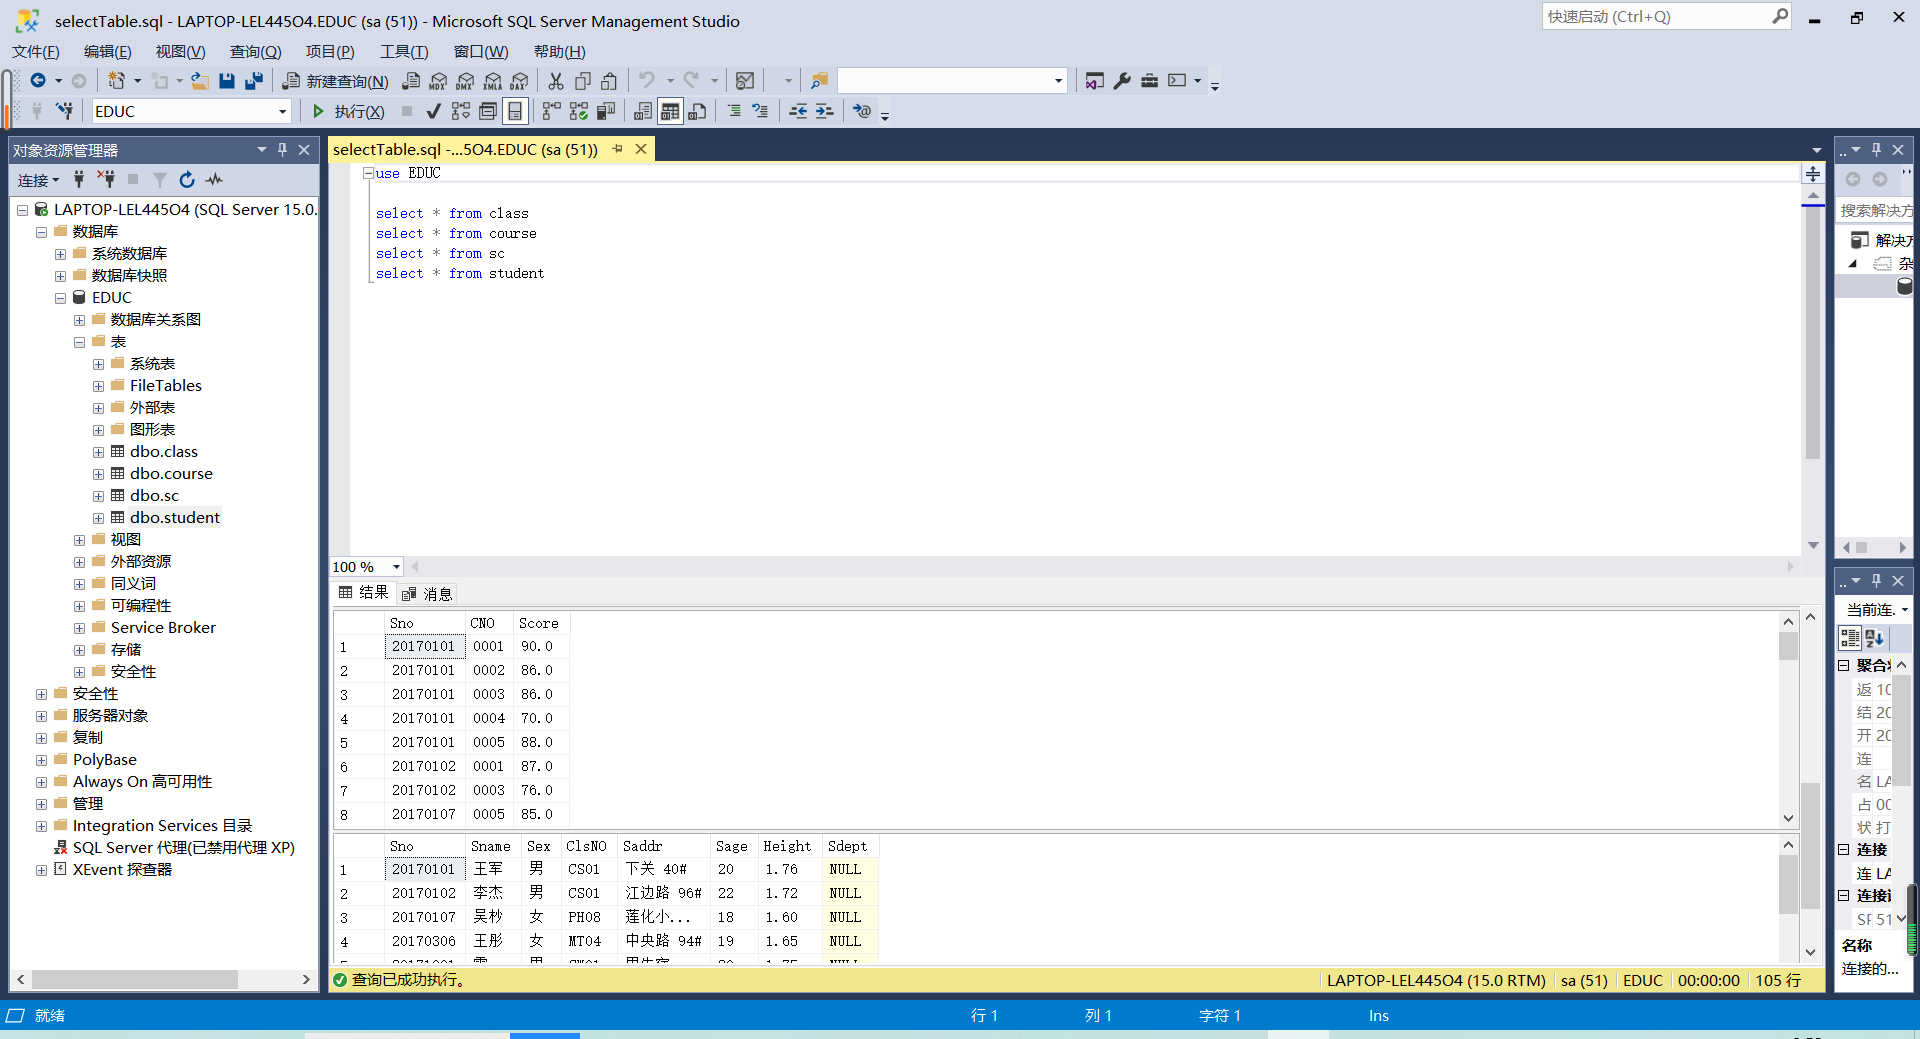 selectTable.sql - LAPTOP-LEL445O4.EDUC (sa (51)) - Microsoft SQL Server Management Studio
快速启动 (Ctrl+Q)
文件(F) 编辑(E) 视图(V) 查询(Q) 项目(P) 工具(T) 窗口(W) 帮助(H)
新建查询(N) MDX DMX XMLA DAX
EDUC 执行(X)
对象资源管理器
连接
LAPTOP-LEL445O4 (SQL Server 15.0.
数据库
系统数据库
数据库快照
EDUC
数据库关系图
表
系统表
FileTables
外部表
图形表
dbo.class
dbo.course
dbo.sc
dbo.student
视图
外部资源
同义词
可编程性
Service Broker
存储
安全性
安全性
服务器对象
复制
PolyBase
Always On 高可用性
管理
Integration Services 目录
SQL Server 代理(已禁用代理 XP)
XEvent 探查器
selectTable.sql -...5O4.EDUC (sa (51))
use EDUC
select * from class
select * from course
select * from sc
select * from student
100 %
结果 消息
Sno CNO Score
1 20170101 0001 90.0
2 20170101 0002 86.0
3 20170101 0003 86.0
4 20170101 0004 70.0
5 20170101 0005 88.0
6 20170102 0001 87.0
7 20170102 0003 76.0
8 20170107 0005 85.0
Sno Sname Sex ClsNO Saddr Sage Height Sdept
1 20170101 王军 男 CS01 下关 40# 20 1.76 NULL
2 20170102 李杰 男 CS01 江边路 96# 22 1.72 NULL
3 20170107 吴杪 女 PH08 莲化小... 18 1.60 NULL
4 20170306 王彤 女 MT04 中央路 94# 19 1.65 NULL
查询已成功执行。
LAPTOP-LEL445O4 (15.0 RTM) sa (51) EDUC 00:00:00 105 行
搜索解决方
解决方
杂
当前连.
聚合
返 10
结 20
开 20
连
名 LA
占 00
状 打
连接
连 LA
连接
SF 51
名称
连接的...
就绪
行 1 列 1 字符 1 Ins